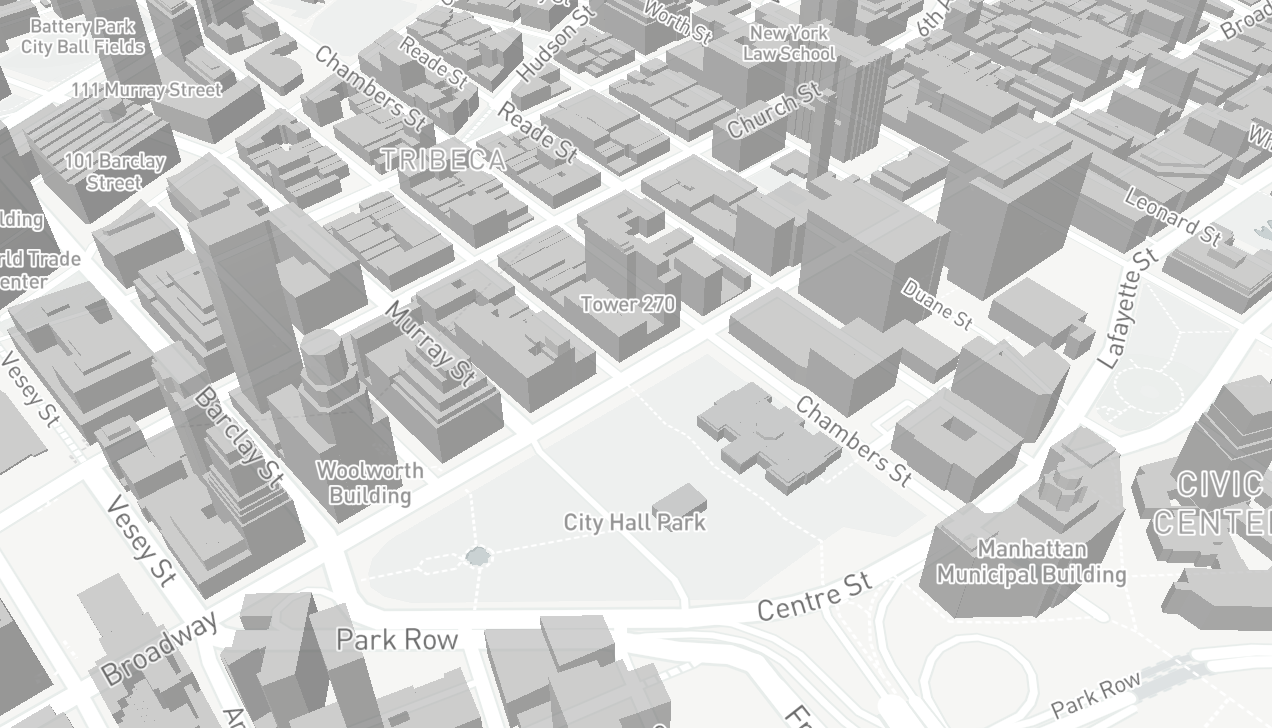 Battery Park
City Ball Fields
Worth St
New York
Law School
Hudson St
Reade St
Chambers St
111 Murray Street
Church St
Reade St
TRIBECA
101 Barclay
Street
Leonard St
Lafayette St
Duane St
Tower 270
Murray St
Vesey St
Barclay St
Chambers St
Woolworth
Building
CIVIC
City Hall Park
Vesey St
Manhattan
Municipal Building
Centre St
Broadway
Park Row
Park Row